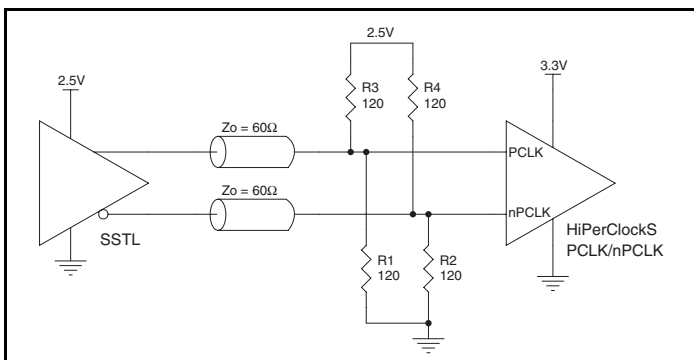 2.5V
2.5V
3.3V
R3
120
R4
120
Zo = 60Ω
PCLK
Zo = 60Ω
nPCLK
SSTL
HiPerClockS
PCLK/nPCLK
R1
120
R2
120